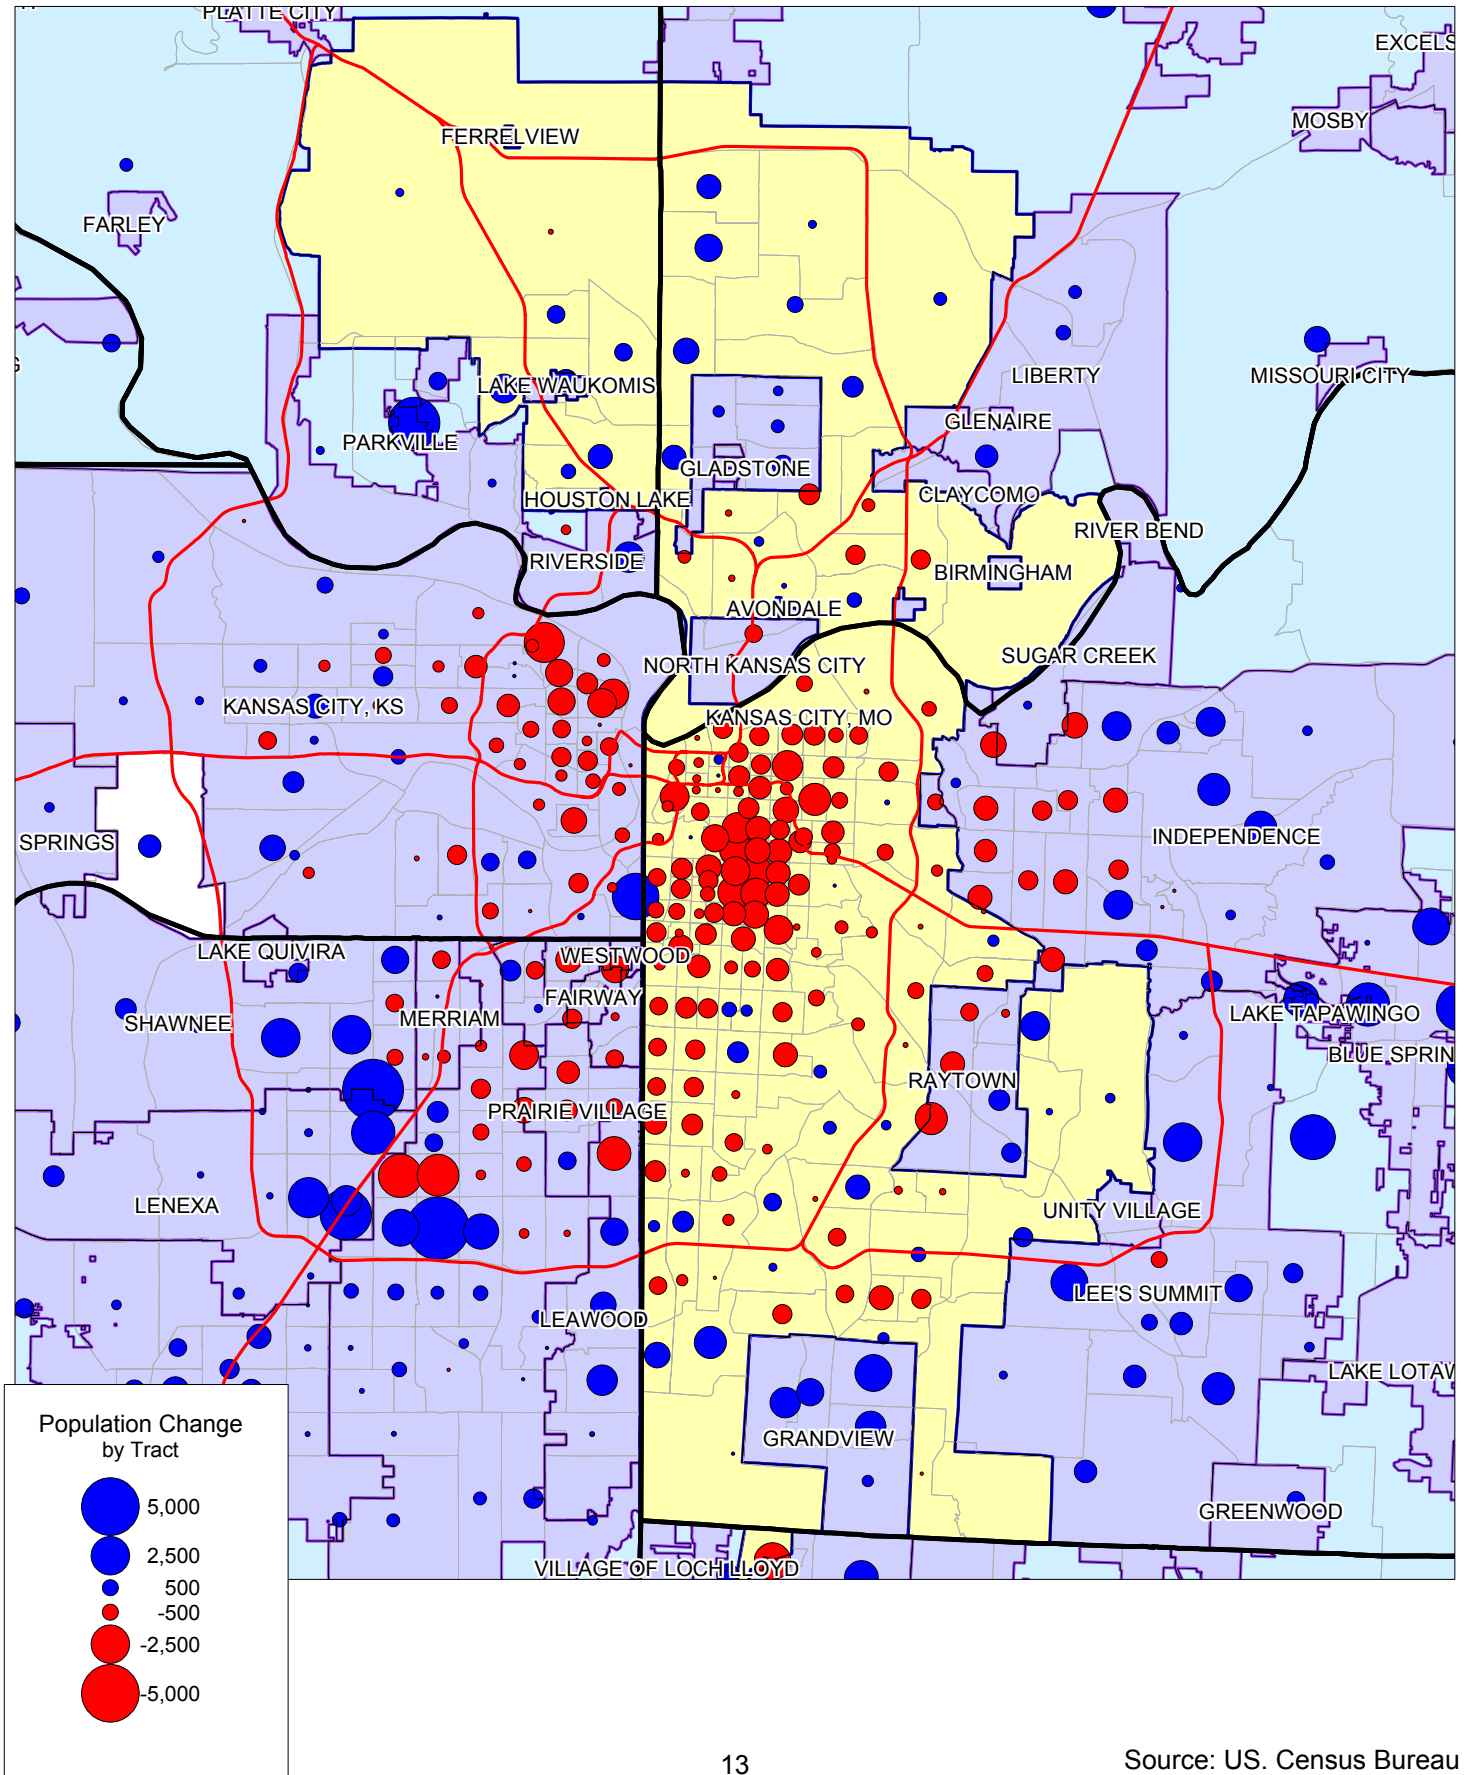 PLATTE CITY
EXCELS
MOSBY
FERRELVIEW
FARLEY
LAKE WAUKOMIS
LIBERTY
MISSOURI CITY
GLENAIRE
PARKVILLE
GLADSTONE
HOUSTON LAKE
CLAYCOMO
RIVER BEND
RIVERSIDE
BIRMINGHAM
AVONDALE
SUGAR CREEK
NORTH KANSAS CITY
KANSAS CITY, KS
KANSAS CITY, MO
SPRINGS
INDEPENDENCE
LAKE QUIVIRA
WESTWOOD
FAIRWAY
SHAWNEE
MERRIAM
LAKE TAPAWINGO
BLUE SPRIN
RAYTOWN
PRAIRIE VILLAGE
LENEXA
UNITY VILLAGE
LEE'S SUMMIT
LEAWOOD
LAKE LOTAW
GRANDVIEW
GREENWOOD
VILLAGE OF LOCH LLOYD
Population Change
by Tract
5,000
2,500
500
-500
-2,500
-5,000
13
Source: US. Census Bureau